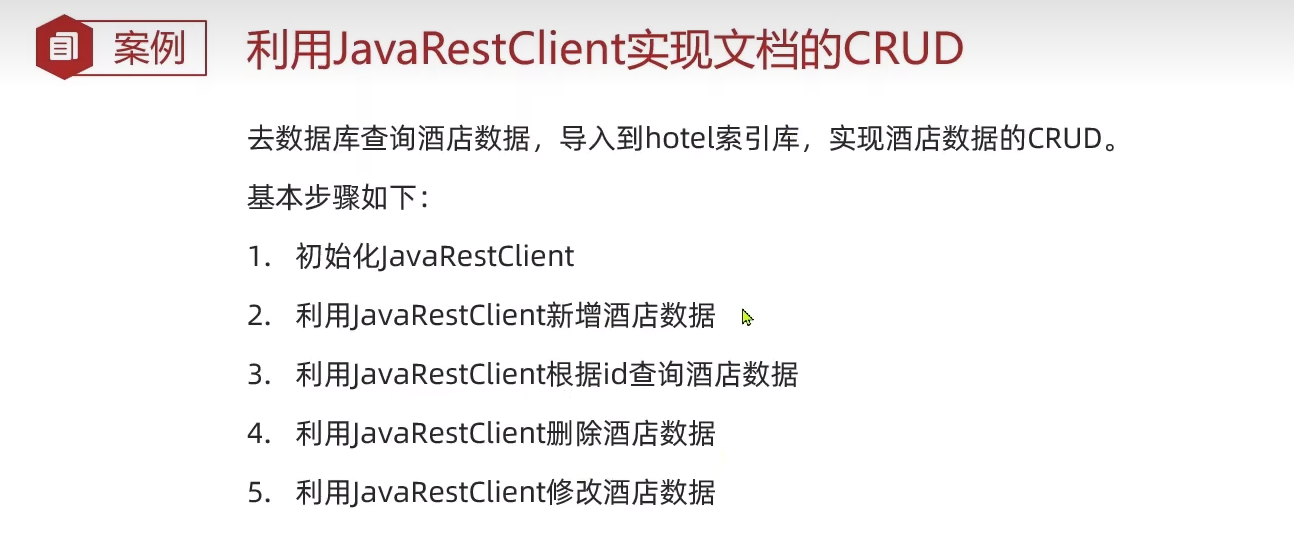 案例
利用JavaRestClient实现文档的CRUD
去数据库查询酒店数据，导入到hotel索引库，实现酒店数据的CRUD。
基本步骤如下：
1. 初始化JavaRestClient
2. 利用JavaRestClient新增酒店数据
3. 利用JavaRestClient根据id查询酒店数据
4. 利用JavaRestClient删除酒店数据
5. 利用JavaRestClient修改酒店数据